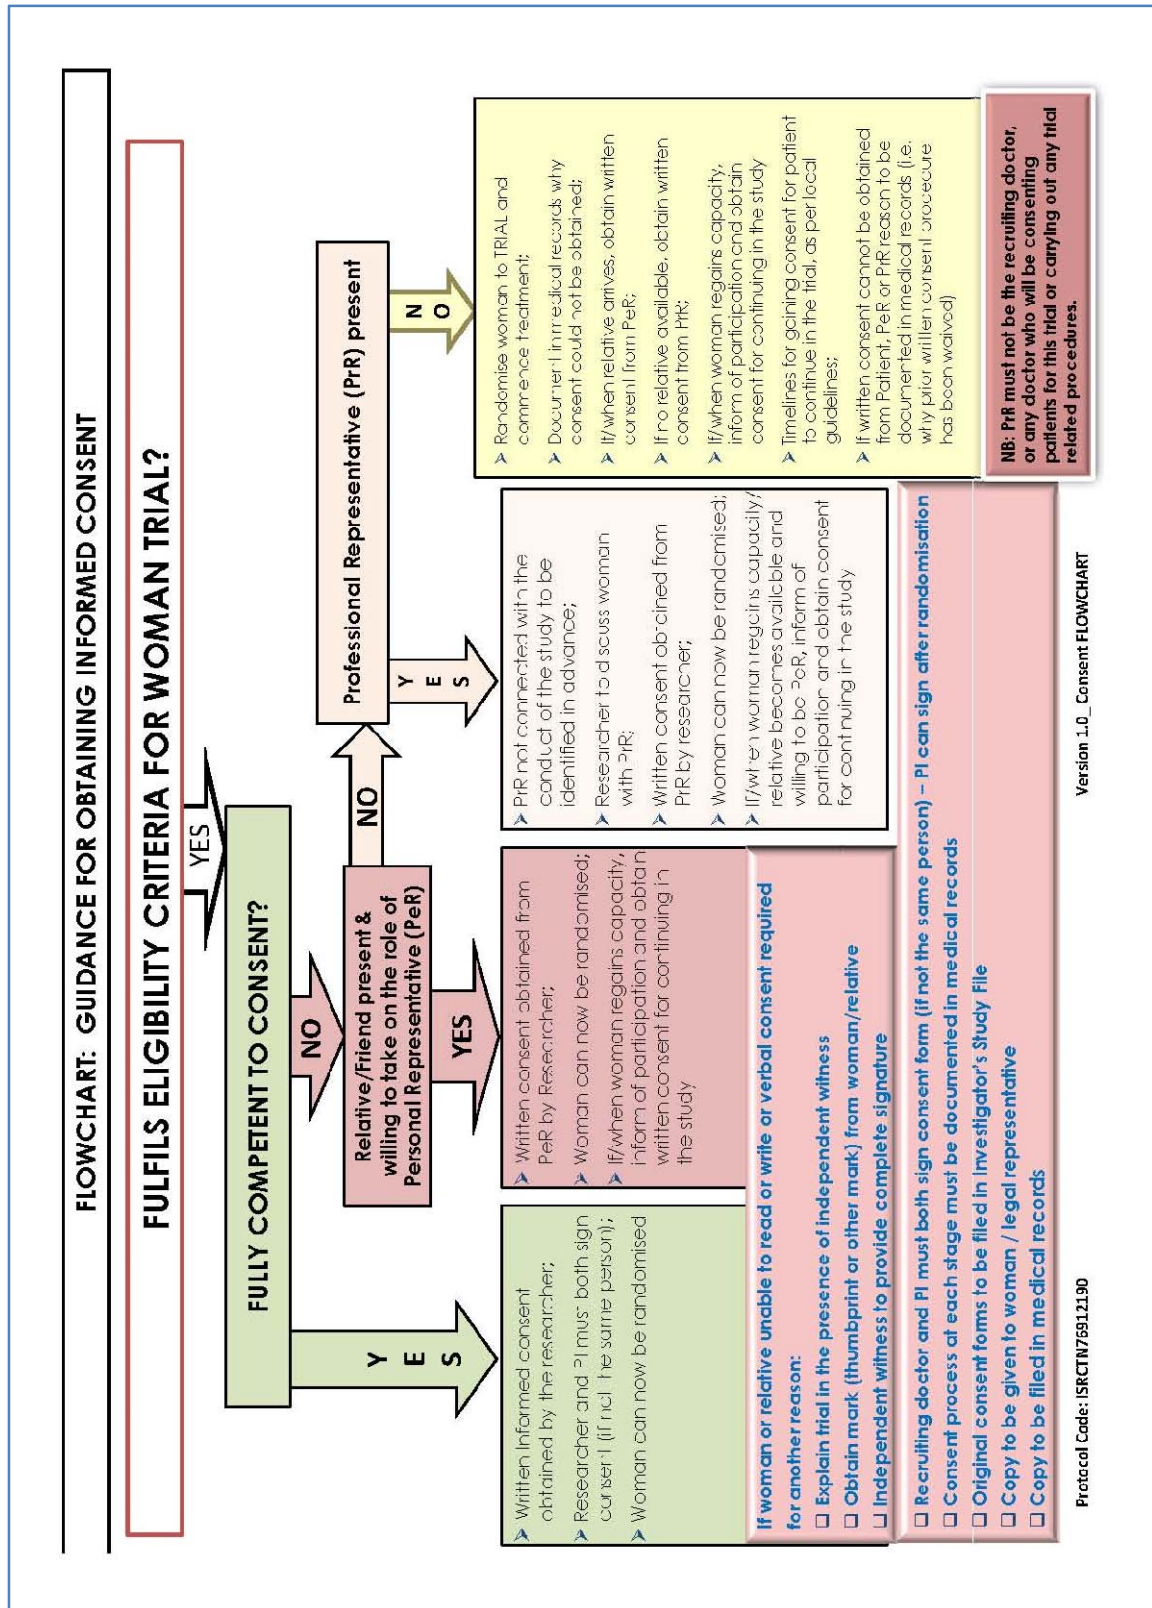 FLOWCHART: GUIDANCE FOR OBTAINING INFORMED CONSENT
FULFILS ELIGIBILITY CRITERIA FOR WOMAN TRIAL?
YES
FULLY COMPETENT TO CONSENT?
YES
NO
Relative/Friend present &
willing to take on the role of
Personal Representative (PeR)
NO
Professional Representative (PrR) present
YES
YES
NO
➢ Written Informed consent
obtained by the researcher;
➢ Researcher and PI must both sign
consent (if not the same person);
➢ Woman can now be randomised
➢ Written consent obtained from
PeR by Researcher;
➢ Woman can now be randomised;
➢ If/when woman regains capacity,
inform of participation and obtain
written consent for continuing in
the study
➢ PrR not connected with the
conduct of the study to be
identified in advance;
➢ Researcher to discuss woman
with PrR;
➢ Written consent obtained from
PrR by researcher;
➢ Woman can now be randomised;
➢ If/when woman regains capacity/
relative becomes available and
willing to be PeR, inform of
participation and obtain consent
for continuing in the study
➢ Randomise woman to TRIAL and
commence treatment;
➢ Document in medical records why
consent could not be obtained;
➢ If/when relative arrives, obtain written
consent from PeR;
➢ If no relative available, obtain written
consent from PrR;
➢ If/when woman regains capacity,
inform of participation and obtain
consent for continuing in the study
➢ Timelines for gaining consent for patient
to continue in the trial, as per local
guidelines;
➢ If written consent cannot be obtained
from Patient, PeR or PrR reason to be
documented in medical records (i.e.
why prior written consent procedure
has been waived)
If woman or relative unable to read or write or verbal consent required
for another reason:
❑ Explain trial in the presence of independent witness
❑ Obtain mark (thumbprint or other mark) from woman/relative
❑ Independent witness to provide complete signature
❑ Recruiting doctor and PI must both sign consent form (if not the same person) – PI can sign after randomisation
❑ Consent process at each stage must be documented in medical records
❑ Original consent forms to be filed in Investigator's Study File
❑ Copy to be given to woman / legal representative
❑ Copy to be filed in medical records
NB: PrR must not be the recruiting doctor,
or any doctor who will be consenting
patients for this trial or carrying out any trial
related procedures.
Protocol Code: ISRCTN76912190
Version 1.0_ Consent FLOWCHART